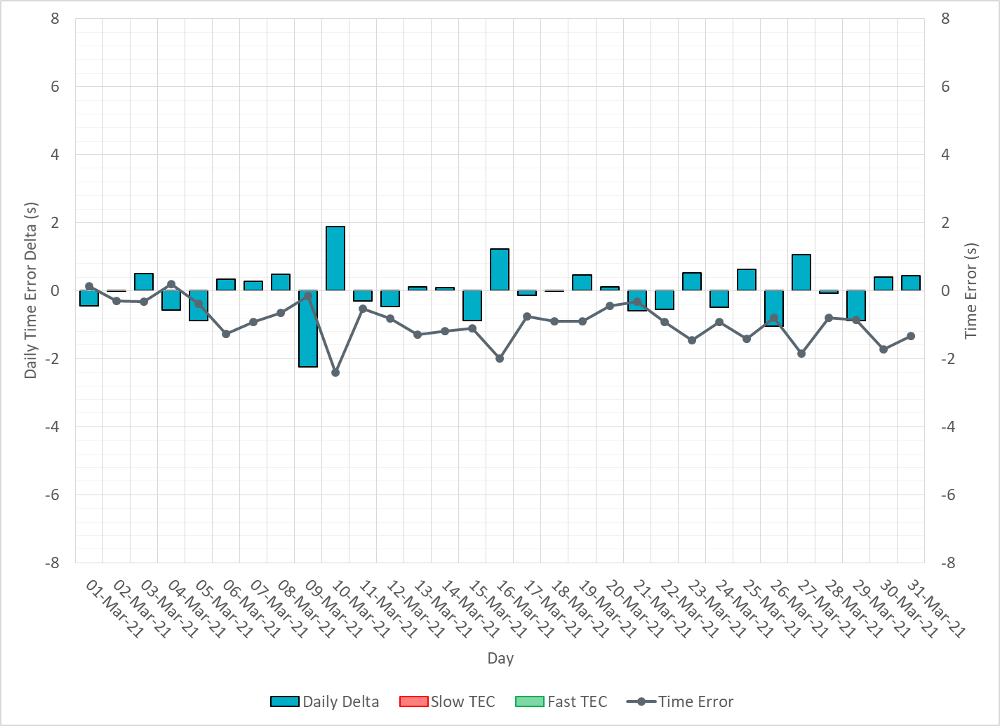 8 8
6 6
4 4
2 2
0 0
-2 -2
-4 -4
-6 -6
-8 -8
Daily Time Error Delta (s)
Time Error (s)
01-Mar-21
02-Mar-21
03-Mar-21
04-Mar-21
05-Mar-21
06-Mar-21
07-Mar-21
08-Mar-21
09-Mar-21
10-Mar-21
11-Mar-21
12-Mar-21
13-Mar-21
14-Mar-21
15-Mar-21
16-Mar-21
17-Mar-21
18-Mar-21
19-Mar-21
20-Mar-21
21-Mar-21
22-Mar-21
23-Mar-21
24-Mar-21
25-Mar-21
26-Mar-21
27-Mar-21
28-Mar-21
29-Mar-21
30-Mar-21
31-Mar-21
Day
Daily Delta Slow TEC Fast TEC Time Error